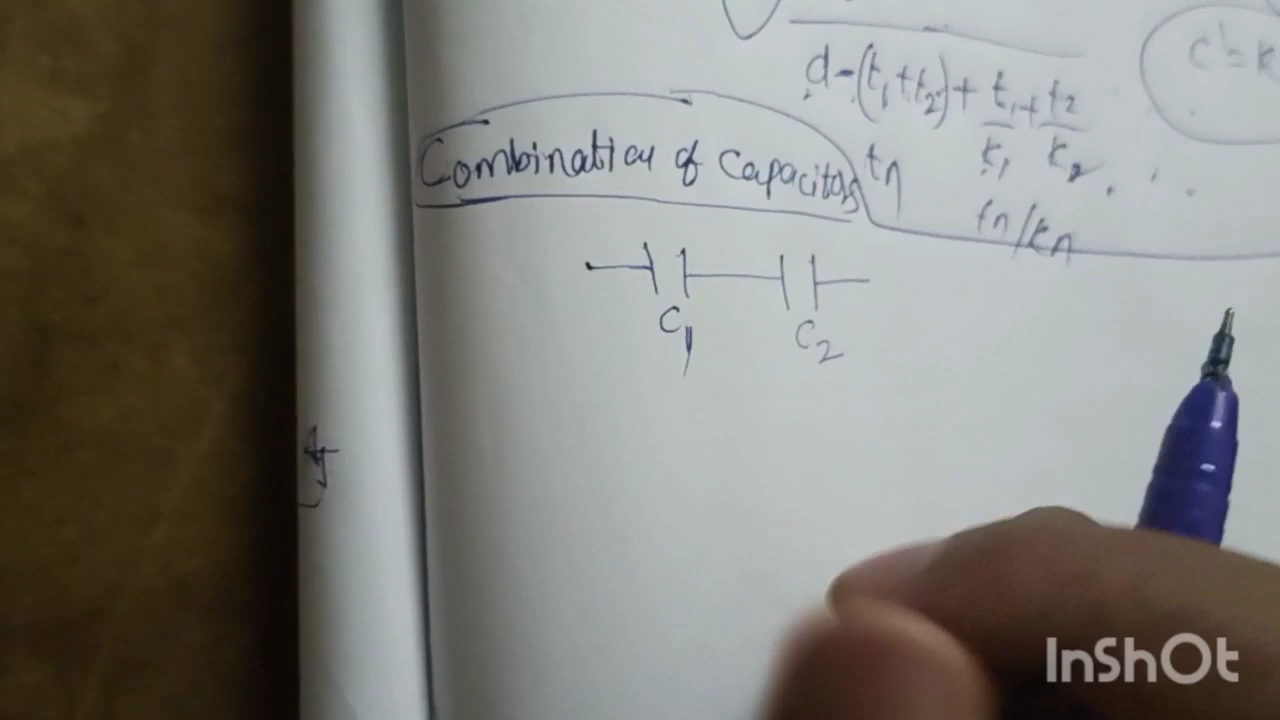 d-(t₁+t₂)+ t₁/k₁ + t₂/k₂ . . .
c' = k
tn
tn/kn
Combination of Capacitors
C₁
C₂
InShOt